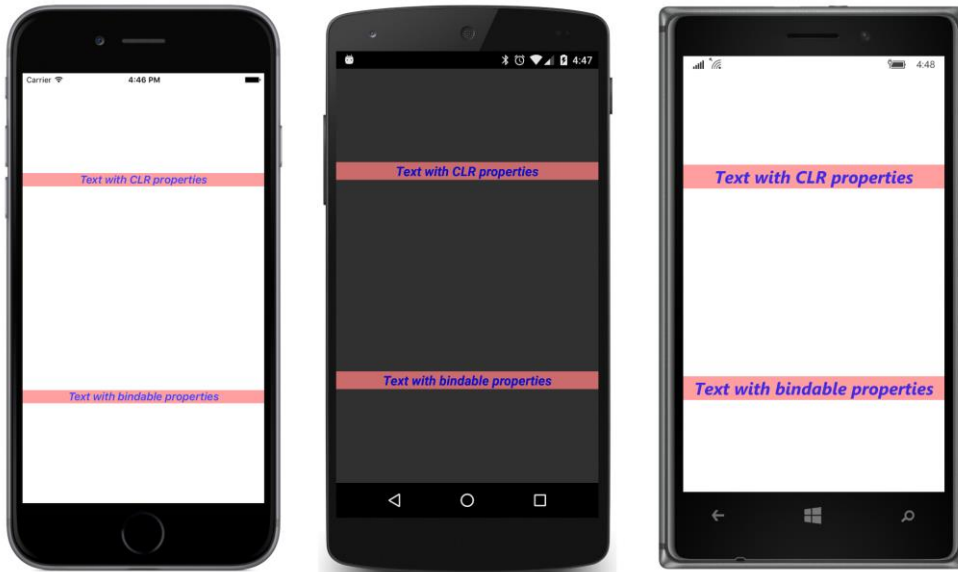 Carrier 4:46 PM
Text with CLR properties
Text with bindable properties
4:47
Text with CLR properties
Text with bindable properties
4:48
Text with CLR properties
Text with bindable properties